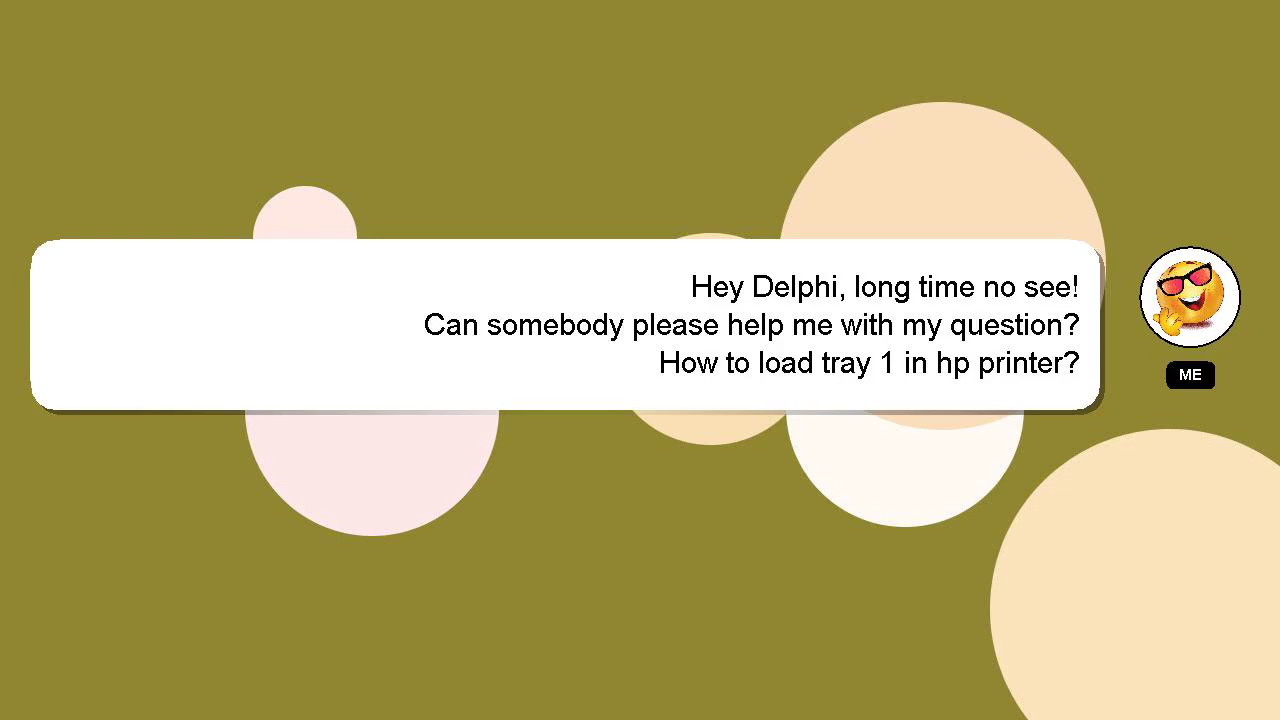 Hey Delphi, long time no see!
Can somebody please help me with my question?
How to load tray 1 in hp printer?
ME